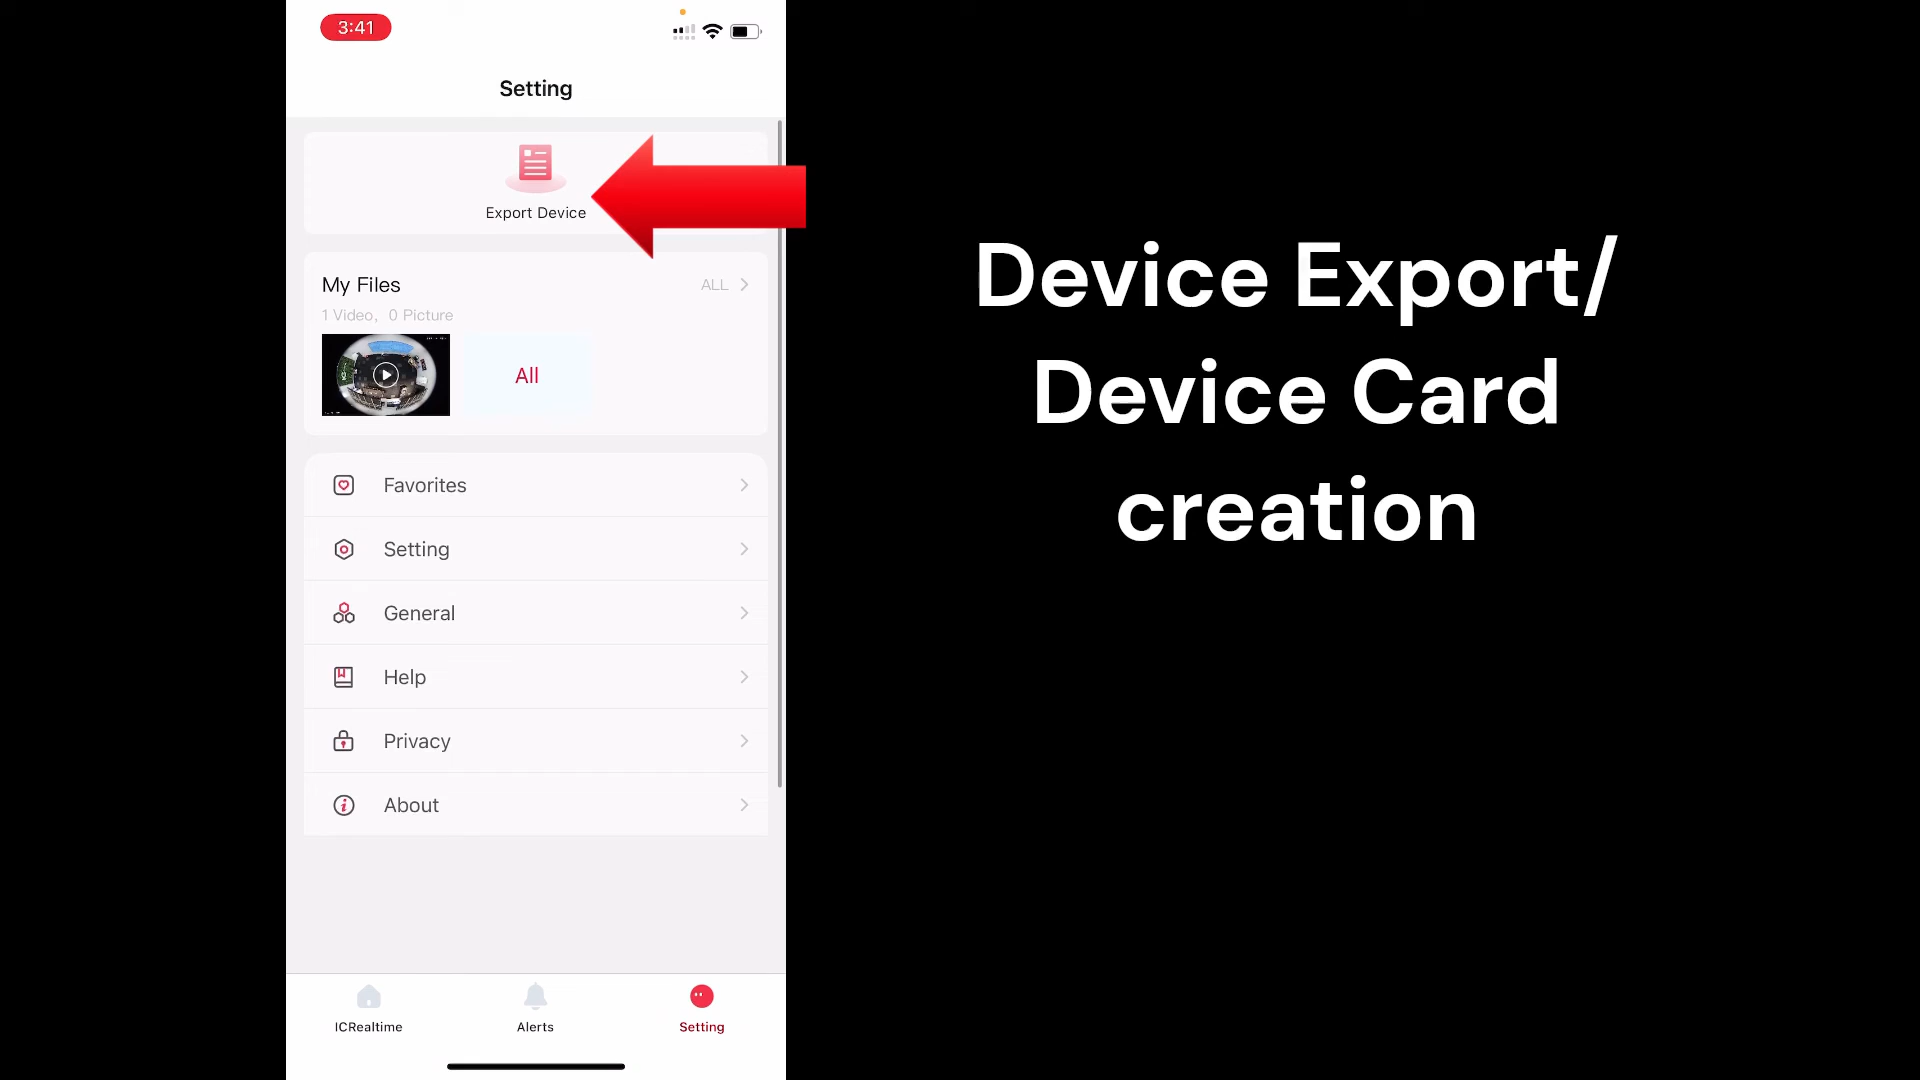 3:41
Setting
Export Device
My Files
ALL
1 Video, 0 Picture
All
Favorites
Setting
General
Help
Privacy
About
ICRealtime
Alerts
Setting
Device Export/
Device Card
creation